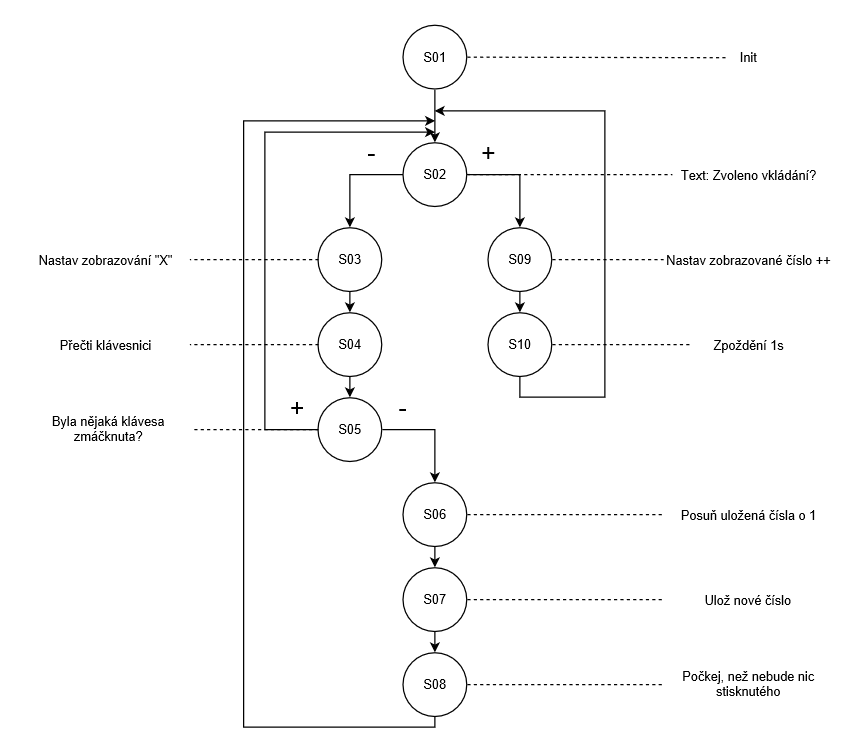 S01
Init
-
+
S02
Text: Zvoleno vkládání?
Nastav zobrazování "X"
S03
S09
Nastav zobrazované číslo ++
Přečti klávesnici
S04
S10
Zpoždění 1s
Byla nějaká klávesa
zmáčknuta?
+
-
S05
S06
Posuň uložená čísla o 1
S07
Ulož nové číslo
S08
Počkej, než nebude nic
stisknutého